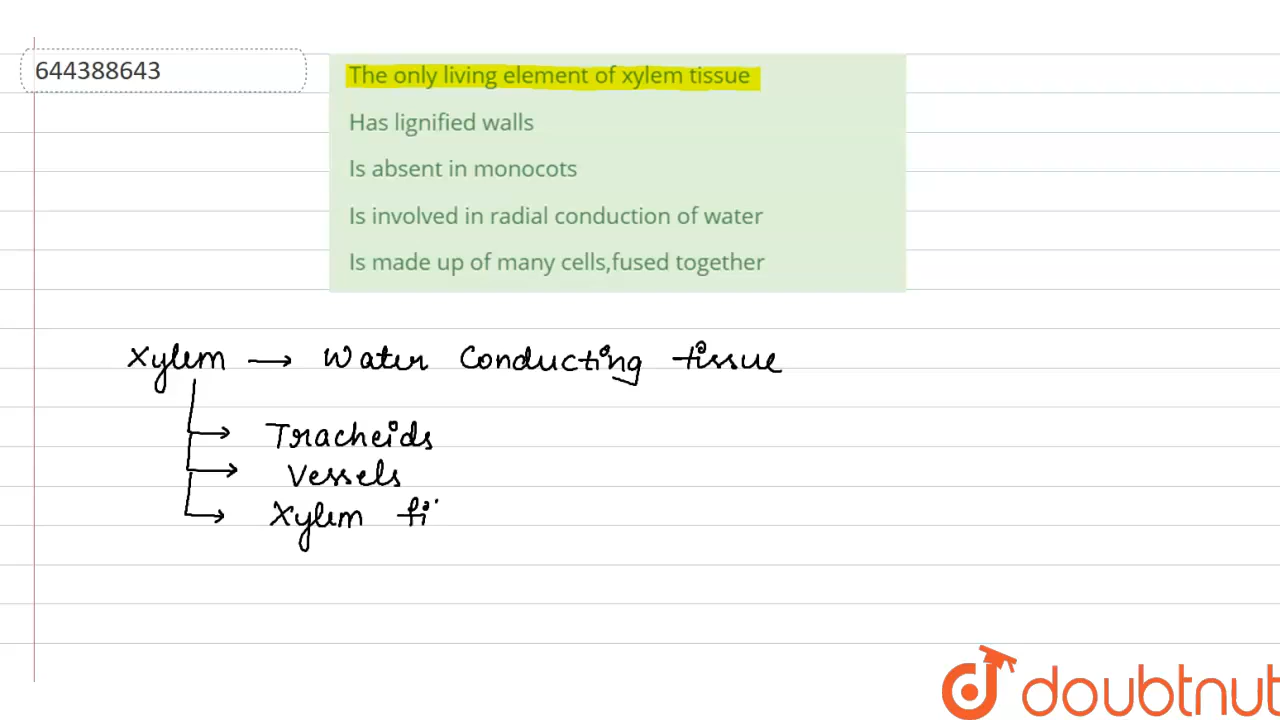 644388643
The only living element of xylem tissue
Has lignified walls
Is absent in monocots
Is involved in radial conduction of water
Is made up of many cells,fused together
Xylem → Water Conducting tissue
→ Tracheids
→ Vessels
→ Xylem fi
doubtnut